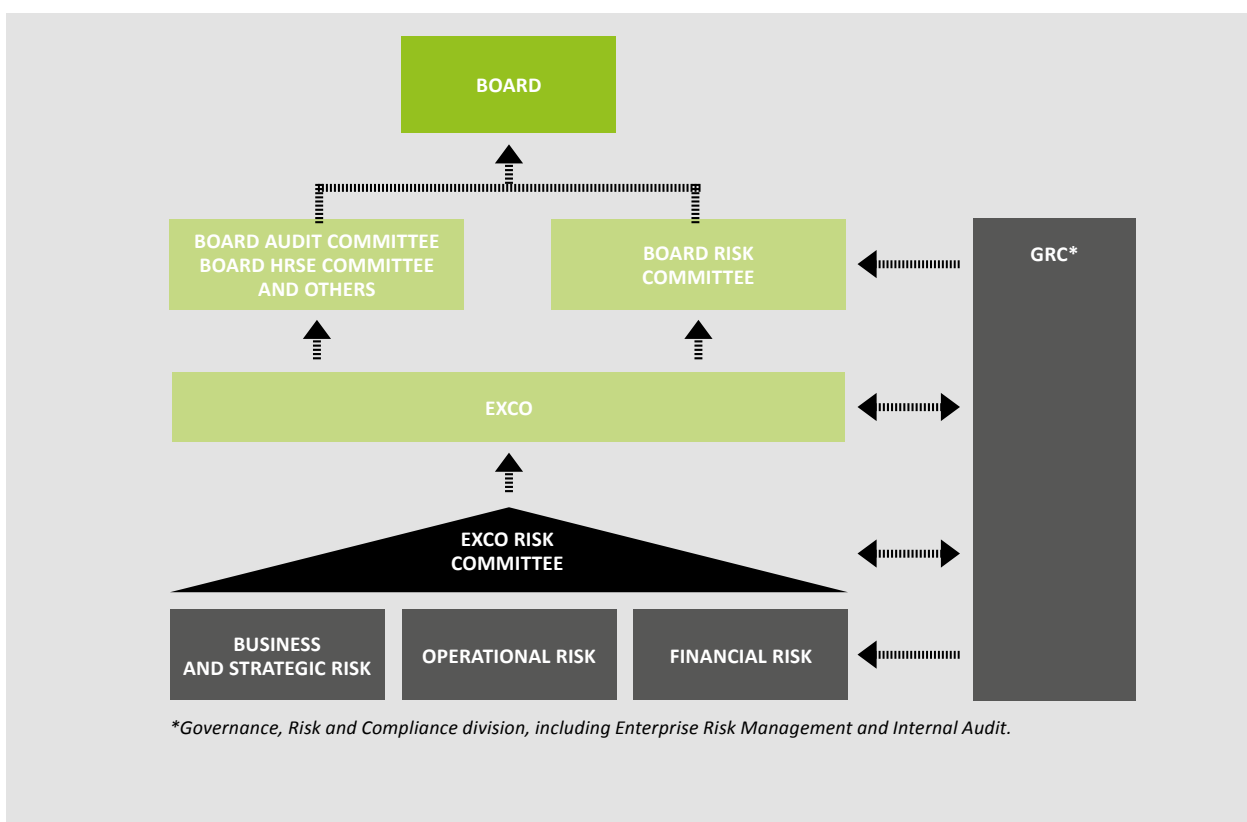 BOARD
BOARD AUDIT COMMITTEE
BOARD HRSE COMMITTEE
AND OTHERS
BOARD RISK
COMMITTEE
GRC*
EXCO
EXCO RISK
COMMITTEE
BUSINESS
AND STRATEGIC RISK
OPERATIONAL RISK
FINANCIAL RISK
*Governance, Risk and Compliance division, including Enterprise Risk Management and Internal Audit.